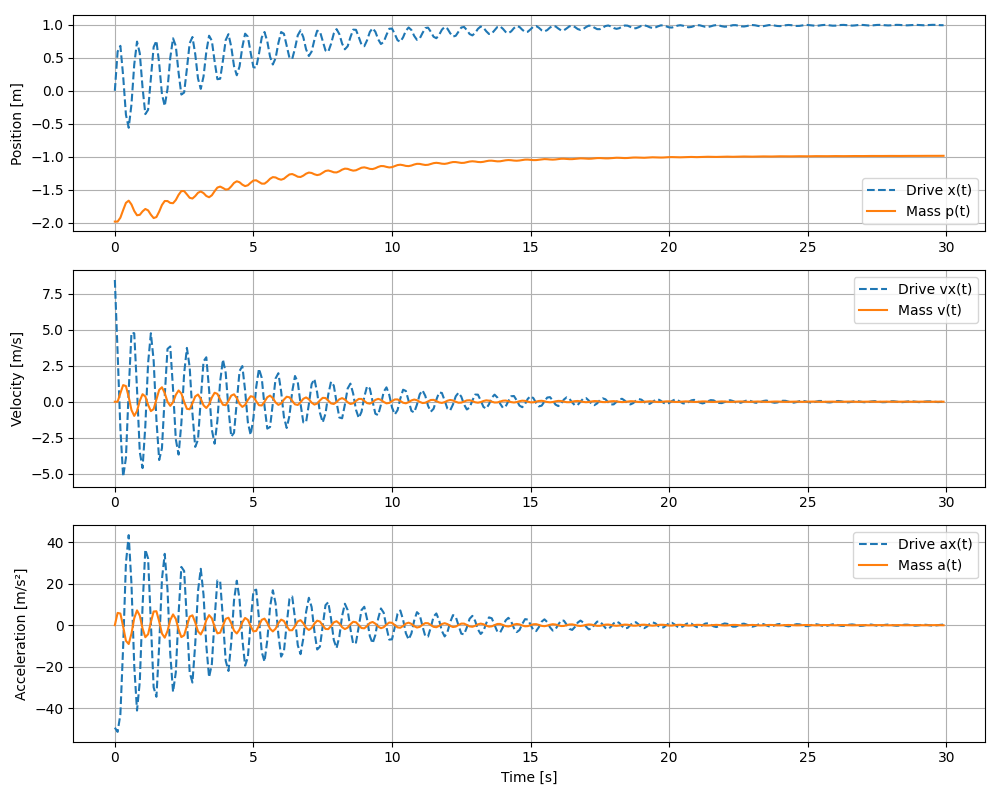 Position [m]
1.0
0.5
0.0
−0.5
−1.0
−1.5
−2.0
0 5 10 15 20 25 30
Drive x(t)
Mass p(t)
Velocity [m/s]
7.5
5.0
2.5
0.0
−2.5
−5.0
0 5 10 15 20 25 30
Drive vx(t)
Mass v(t)
Acceleration [m/s²]
40
20
0
−20
−40
0 5 10 15 20 25 30
Drive ax(t)
Mass a(t)
Time [s]